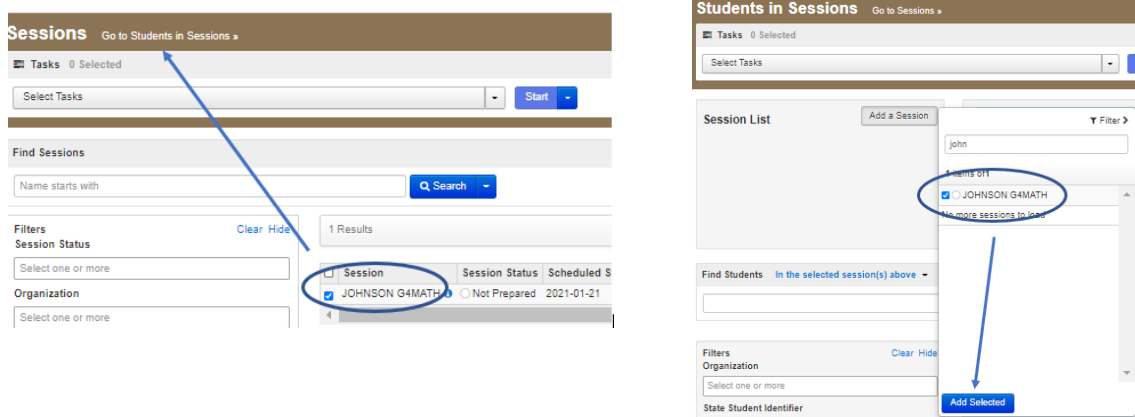 Sessions Go to Students in Sessions »
Tasks 0 Selected
Select Tasks
Start
Find Sessions
Name starts with
Search
Filters Clear Hide
Session Status
Select one or more
Organization
Select one or more
1 Results
Session Session Status Scheduled S
JOHNSON G4MATH Not Prepared 2021-01-21
Students in Sessions Go to Sessions »
Tasks 0 Selected
Select Tasks
Session List
Add a Session
Filter
john
1 items of 1
JOHNSON G4MATH
No more sessions to load
Find Students In the selected session(s) above
Filters Clear Hide
Organization
Select one or more
State Student Identifier
Add Selected